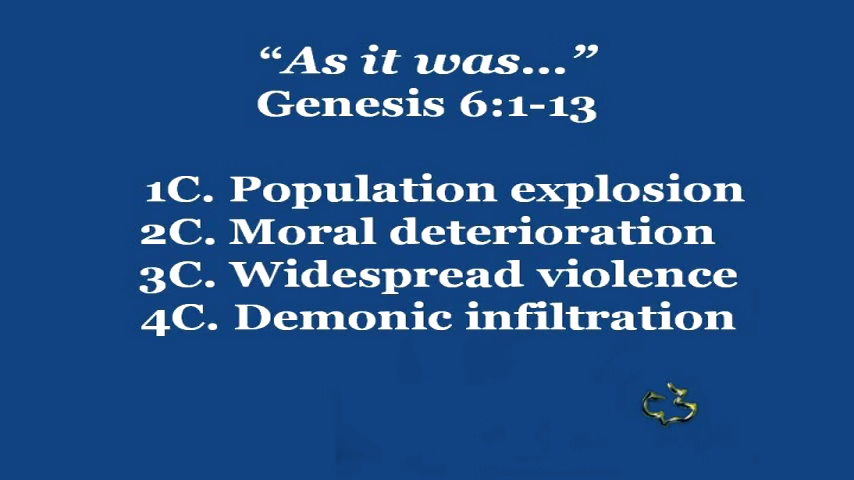 “As it was...”
Genesis 6:1-13
1C. Population explosion
2C. Moral deterioration
3C. Widespread violence
4C. Demonic infiltration
C3